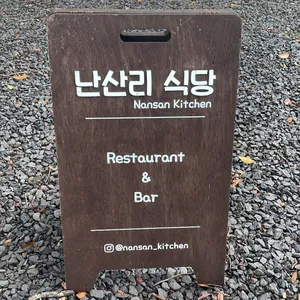 난산리 식당
Nansan Kitchen
Restaurant
&
Bar
@nansan_kitchen